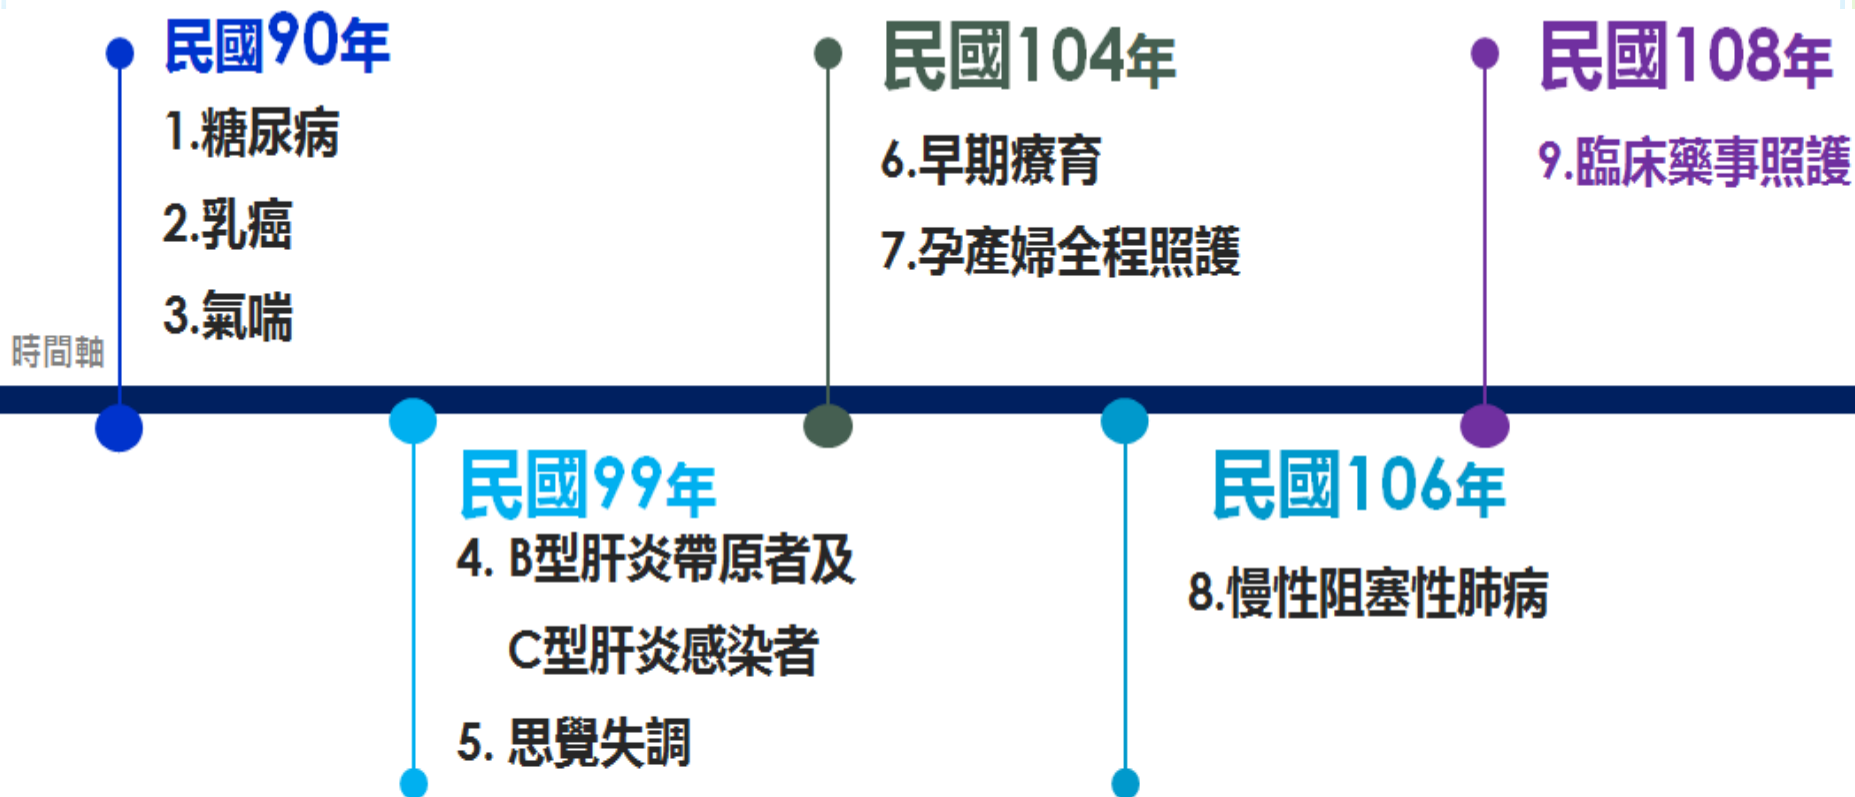 民國90年
1.糖尿病
2.乳癌
3.氣喘
時間軸
民國99年
4. B型肝炎帶原者及
C型肝炎感染者
5. 思覺失調
民國104年
6.早期療育
7.孕產婦全程照護
民國106年
8.慢性阻塞性肺病
民國108年
9.臨床藥事照護